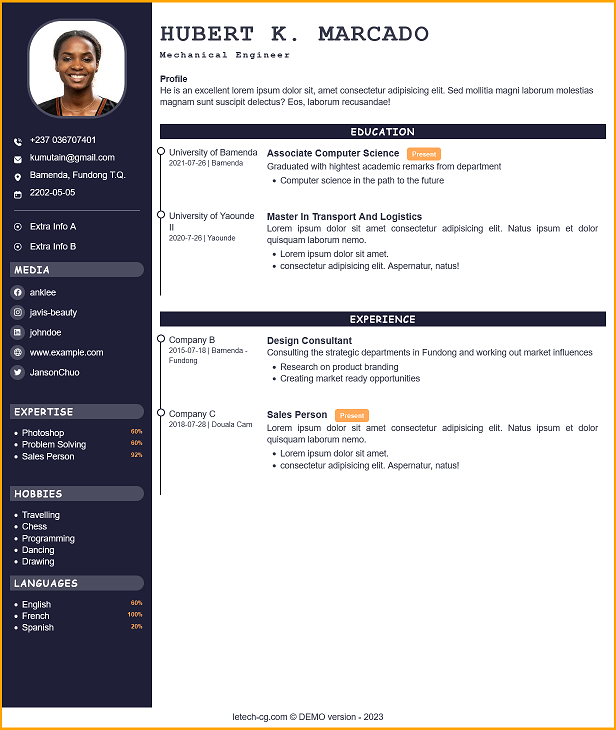 +237 036707401
kumutain@gmail.com
Bamenda, Fundong T.Q.
2202-05-05
Extra Info A
Extra Info B
MEDIA
anklee
javis-beauty
johndoe
www.example.com
JansonChuo
EXPERTISE
Photoshop 60%
Problem Solving 60%
Sales Person 92%
HOBBIES
Travelling
Chess
Programming
Dancing
Drawing
LANGUAGES
English 60%
French 100%
Spanish 20%
HUBERT K. MARCADO
Mechanical Engineer
Profile
He is an excellent lorem ipsum dolor sit, amet consectetur adipisicing elit. Sed mollitia magni laborum molestias
magnam sunt suscipit delectus? Eos, laborum recusandae!
EDUCATION
University of Bamenda
2021-07-26 | Bamenda
Associate Computer Science Present
Graduated with hightest academic remarks from department
Computer science in the path to the future
University of Yaounde
II
2020-7-26 | Yaounde
Master In Transport And Logistics
Lorem ipsum dolor sit amet consectetur adipisicing elit. Natus ipsum et dolor
quisquam laborum nemo.
Lorem ipsum dolor sit amet.
consectetur adipisicing elit. Aspernatur, natus!
EXPERIENCE
Company B
2015-07-18 | Bamenda -
Fundong
Design Consultant
Consulting the strategic departments in Fundong and working out market influences
Research on product branding
Creating market ready opportunities
Company C
2018-07-28 | Douala Cam
Sales Person Present
Lorem ipsum dolor sit amet consectetur adipisicing elit. Natus ipsum et dolor
quisquam laborum nemo.
Lorem ipsum dolor sit amet.
consectetur adipisicing elit. Aspernatur, natus!
letech-cg.com © DEMO version - 2023